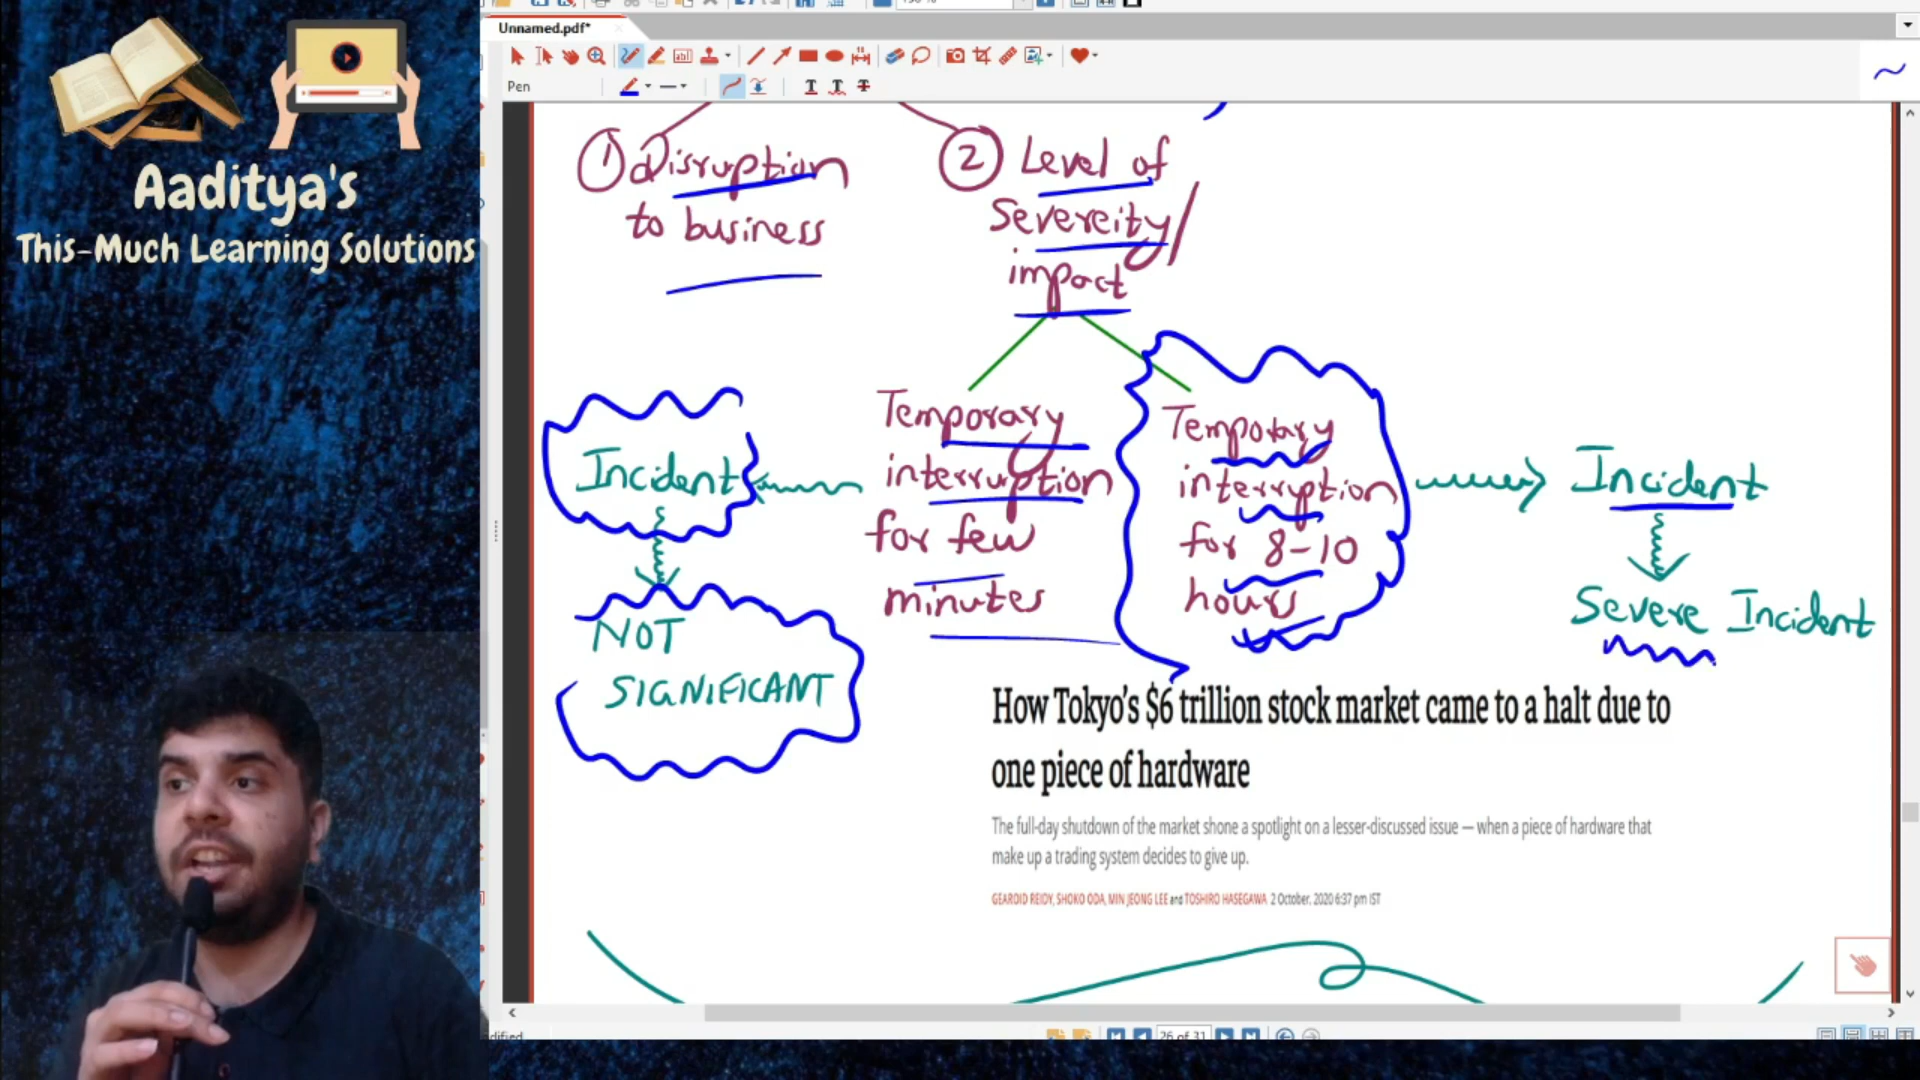 Unnamed.pdf*
Pen
Aaditya's
This-Much Learning Solutions
① Disruption
to business
② Level of
Severeity/
impact
Temporary
interruption
for few
minutes
Temporary
interruption
for 8-10
hours
Incident
NOT
SIGNIFICANT
Incident
Severe Incident
How Tokyo's $6 trillion stock market came to a halt due to
one piece of hardware
The full-day shutdown of the market shone a spotlight on a lesser-discussed issue — when a piece of hardware that
make up a trading system decides to give up.
GEAROID REIDY, SHOKO ODA, MIN JEONG LEE and TOSHIRO HASEGAWA 2 October, 2020 6:37 pm IST
26 of 31